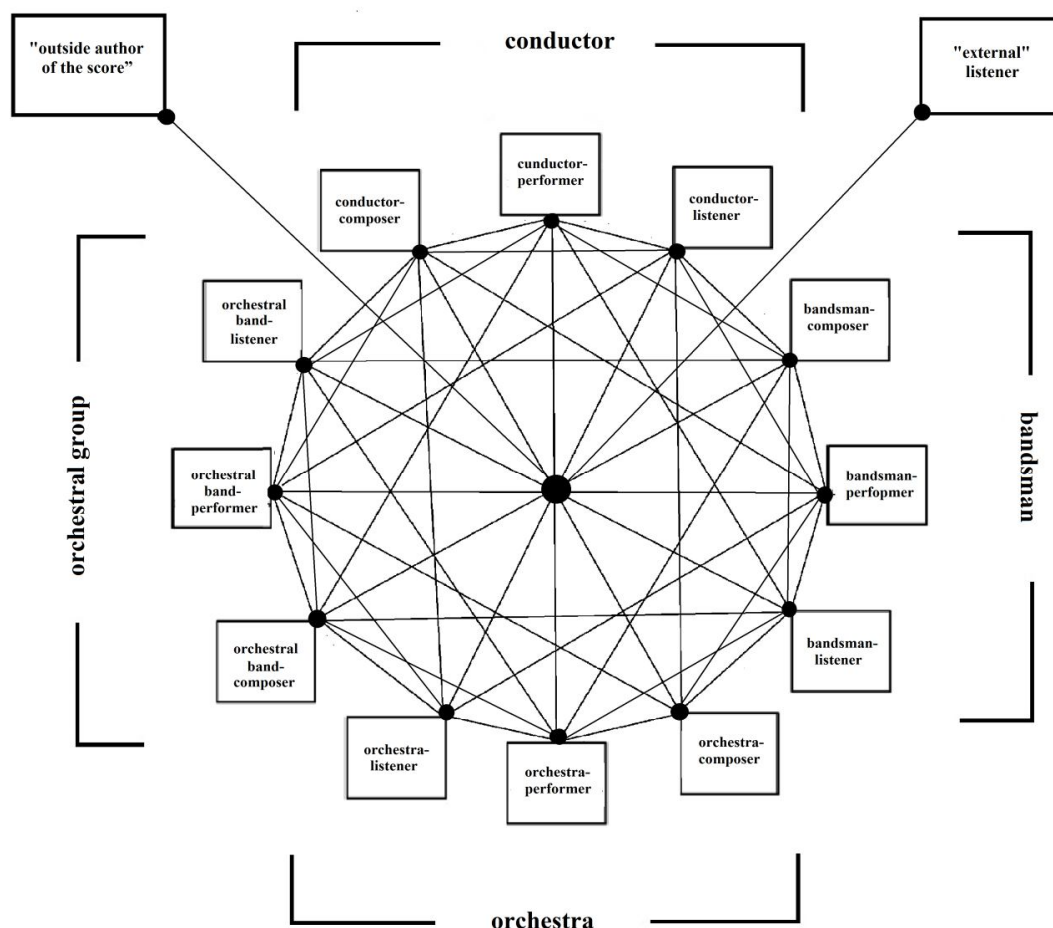 "outside author
of the score”
conductor
"external"
listener
cunductor-
performer
conductor-
composer
conductor-
listener
orchestral
band-
listener
bandsman-
composer
orchestral group
orchestral
band-
performer
bandsman-
perfopmer
bandsman
orchestral
band-
composer
bandsman-
listener
orchestra-
listener
orchestra-
performer
orchestra-
composer
orchestra